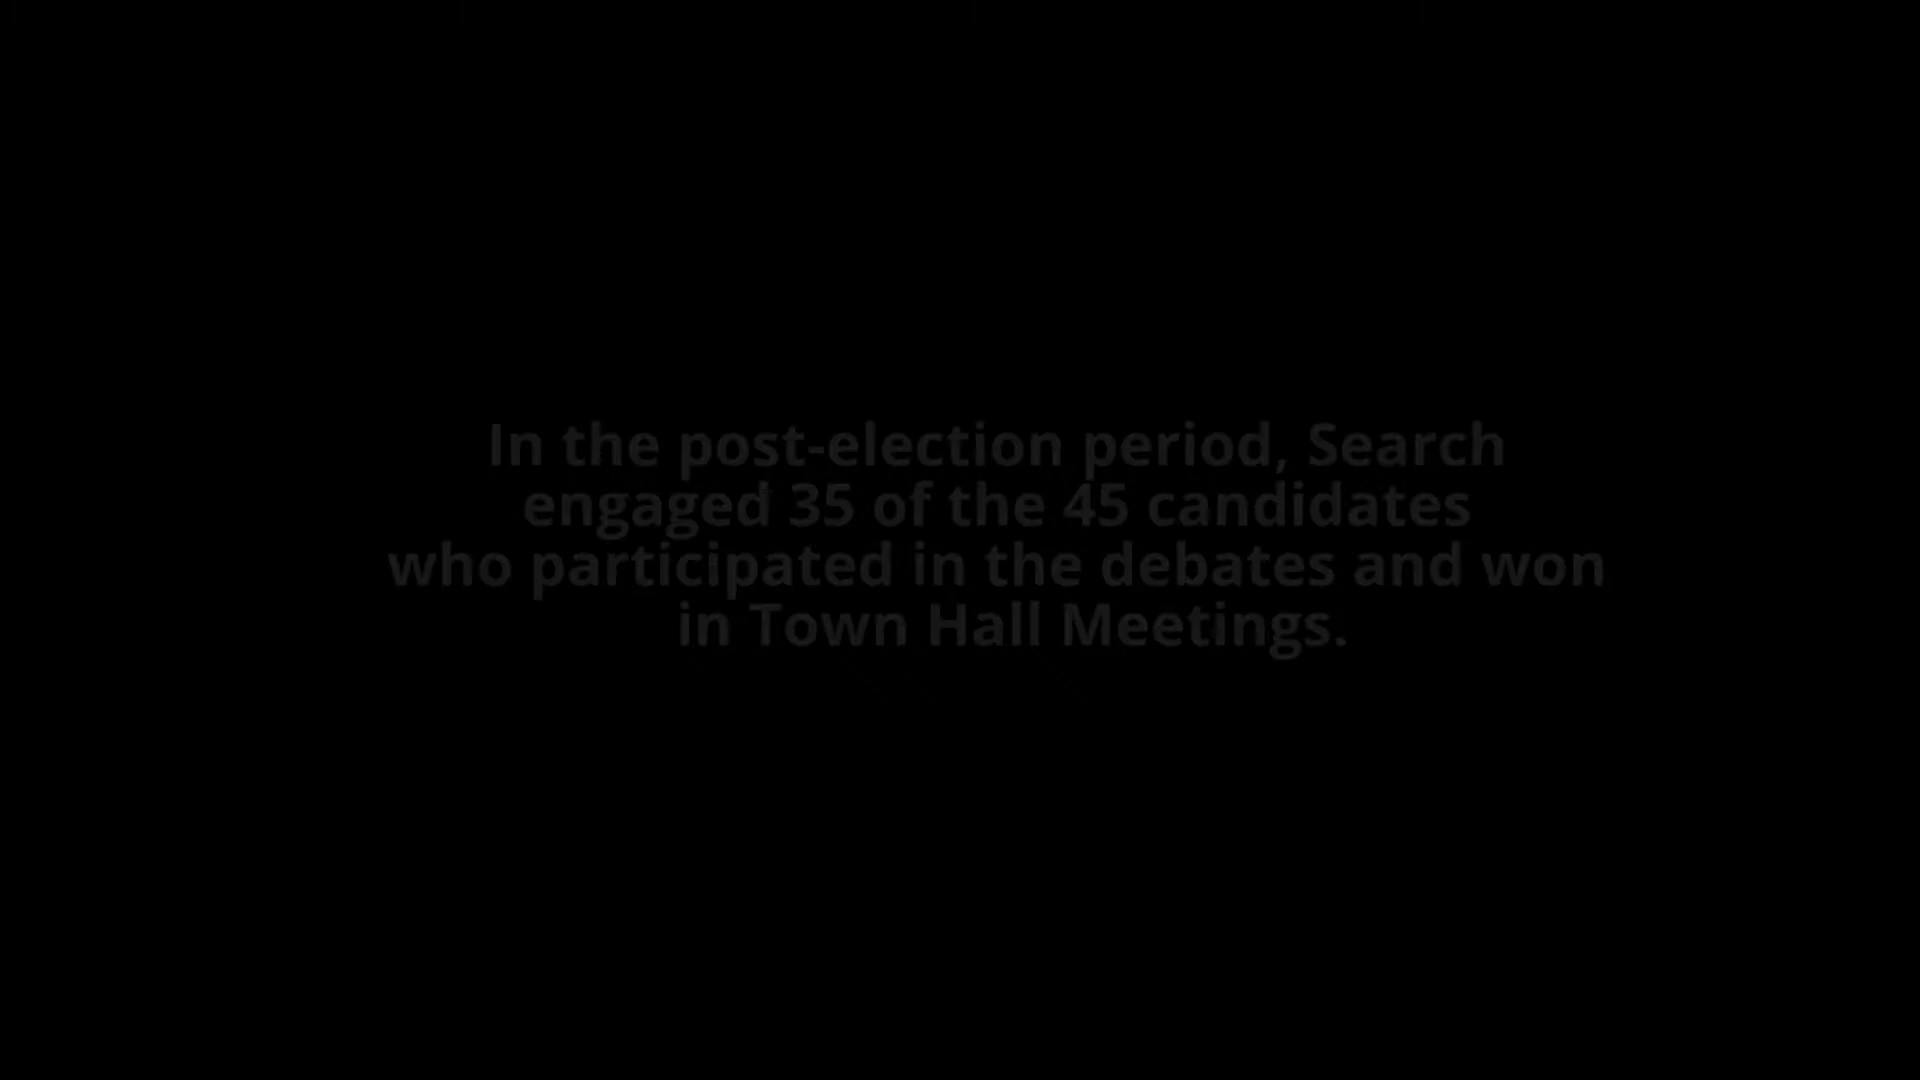 In the post-election period, Search
engaged 35 of the 45 candidates
who participated in the debates and won
in Town Hall Meetings.